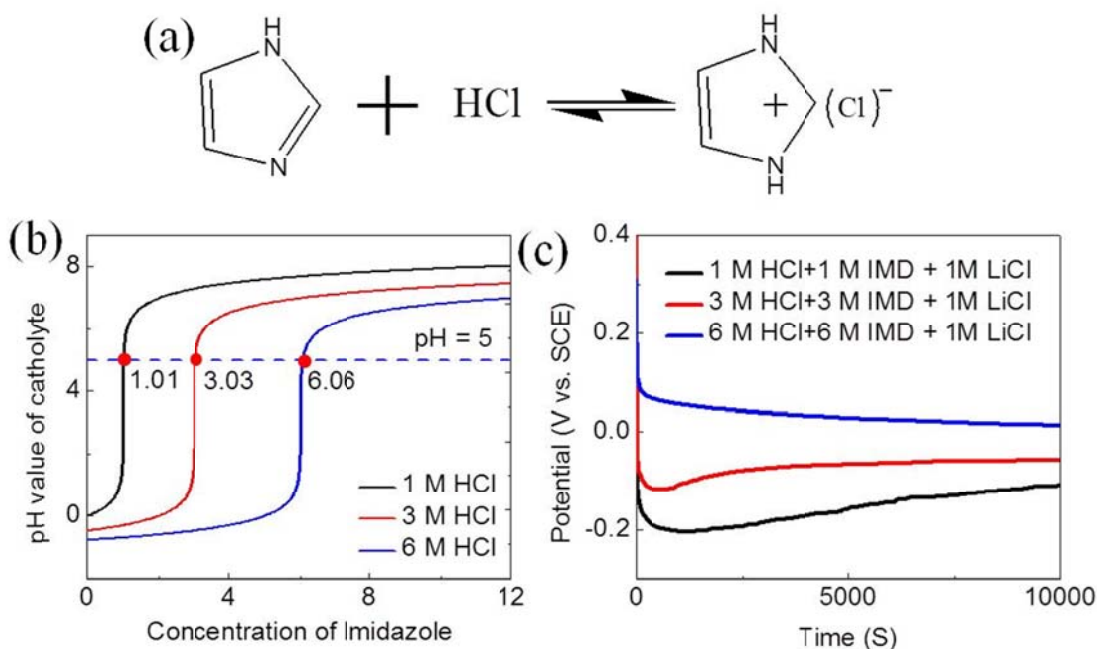 (a)
H
N
N
+ HCl
H
N
+
(Cl)⁻
N
H
(b)
pH value of catholyte
8
4
0
pH = 5
1.01
3.03
6.06
1 M HCl
3 M HCl
6 M HCl
0
4
8
12
Concentration of Imidazole
(c)
Potential (V vs. SCE)
0.4
0.2
0.0
-0.2
1 M HCl+1 M IMD + 1M LiCl
3 M HCl+3 M IMD + 1M LiCl
6 M HCl+6 M IMD + 1M LiCl
0
5000
10000
Time (S)